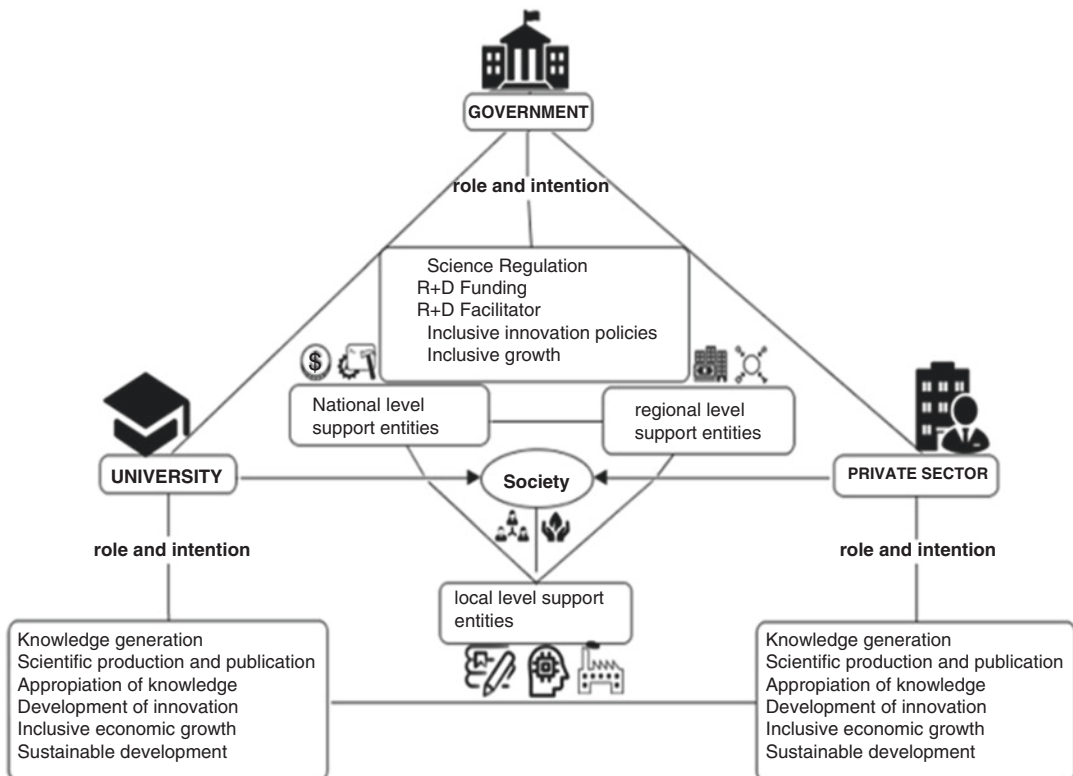 GOVERNMENT
role and intention
Science Regulation
R+D Funding
R+D Facilitator
Inclusive innovation policies
Inclusive growth
$
National level
support entities
regional level
support entities
UNIVERSITY
Society
PRIVATE SECTOR
role and intention
role and intention
local level support
entities
Knowledge generation
Scientific production and publication
Appropiation of knowledge
Development of innovation
Inclusive economic growth
Sustainable development
Knowledge generation
Scientific production and publication
Appropiation of knowledge
Development of innovation
Inclusive economic growth
Sustainable development